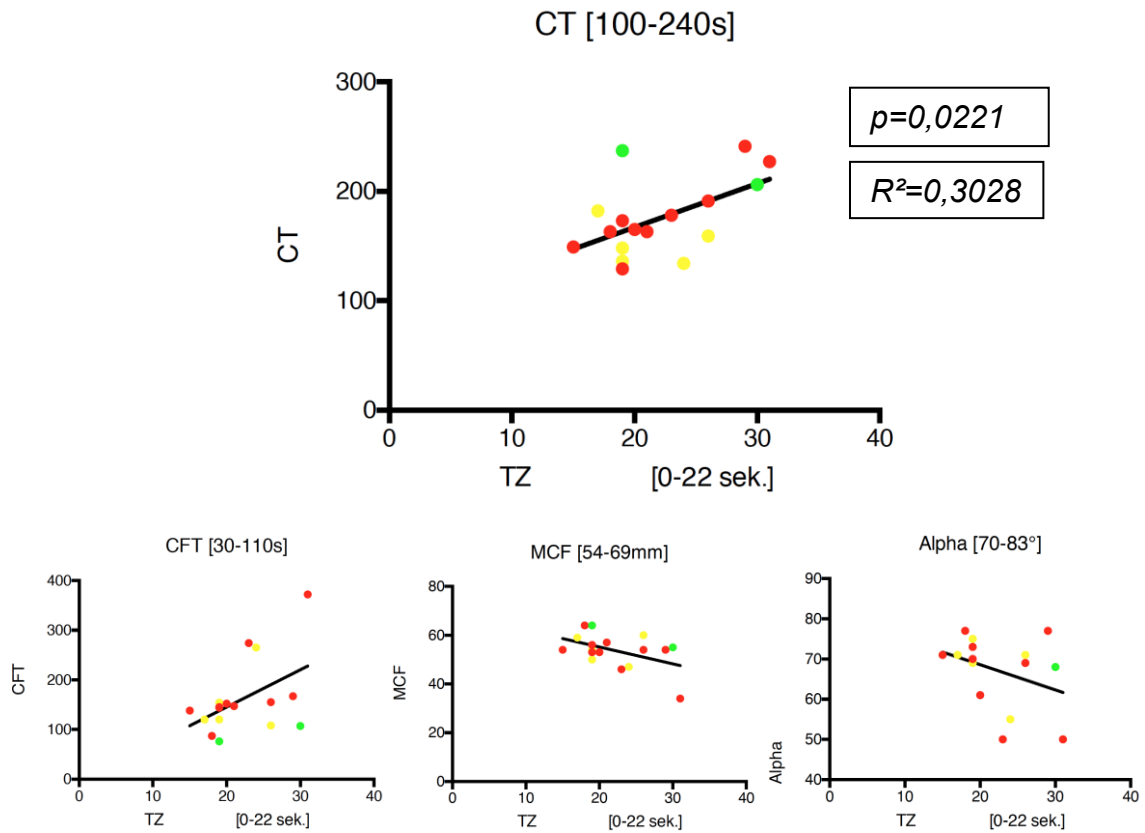 CT [100-240s]
p=0,0221
R²=0,3028
CT
300
200
100
0
0 10 20 30 40
TZ [0-22 sek.]
CFT [30-110s]
CFT
400
300
200
100
0
0 10 20 30 40
TZ [0-22 sek.]
MCF [54-69mm]
MCF
80
60
40
20
0
0 10 20 30 40
TZ [0-22 sek.]
Alpha [70-83°]
Alpha
90
80
70
60
50
40
0 10 20 30 40
TZ [0-22 sek.]